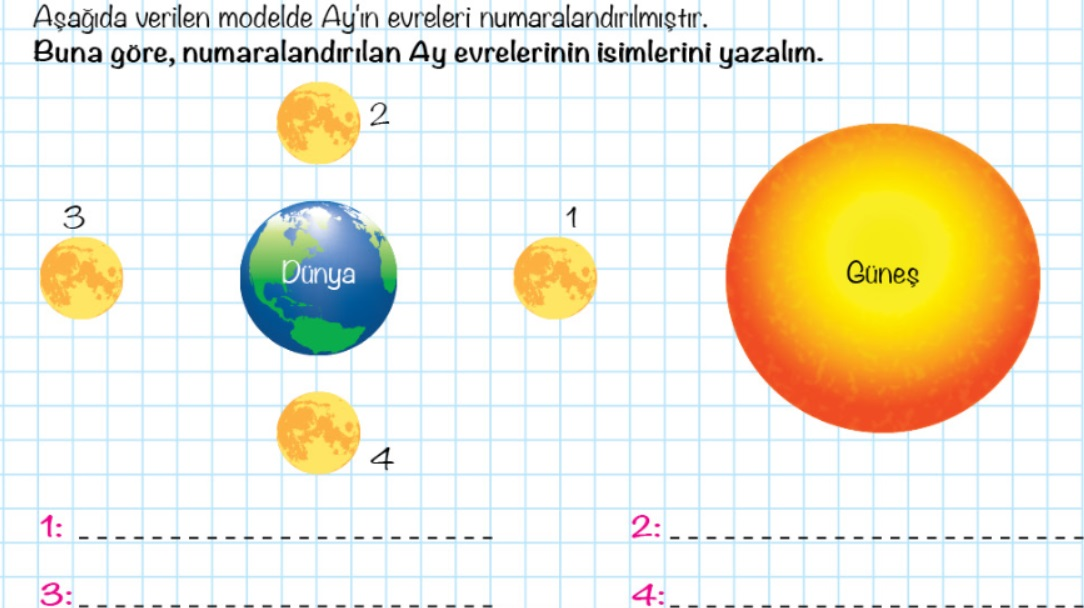 Aşağıda verilen modelde Ay'ın evreleri numaralandırılmıştır.
Buna göre, numaralandırılan Ay evrelerinin isimlerini yazalım.
2
3
1
Dünya
Güneş
4
1: _ _ _ _ _ _ _ _ _ _ _ _ _ _ _ _ _ _ _ _ _ _ _ 2: _ _ _ _ _ _ _ _ _ _ _ _ _ _ _ _ _ _ _ _ _ _ _
3: _ _ _ _ _ _ _ _ _ _ _ _ _ _ _ _ _ _ _ _ _ _ _ 4: _ _ _ _ _ _ _ _ _ _ _ _ _ _ _ _ _ _ _ _ _ _ _